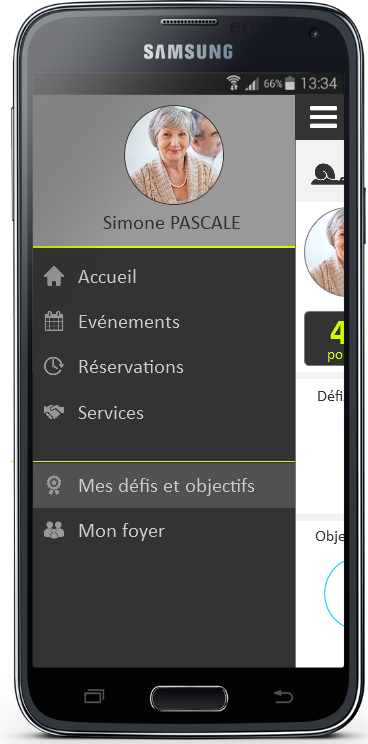 SAMSUNG
66% 13:34
Simone PASCALE
Accueil
Evénements
Réservations
Services
Mes défis et objectifs
Mon foyer
4
po
Défi
Obje